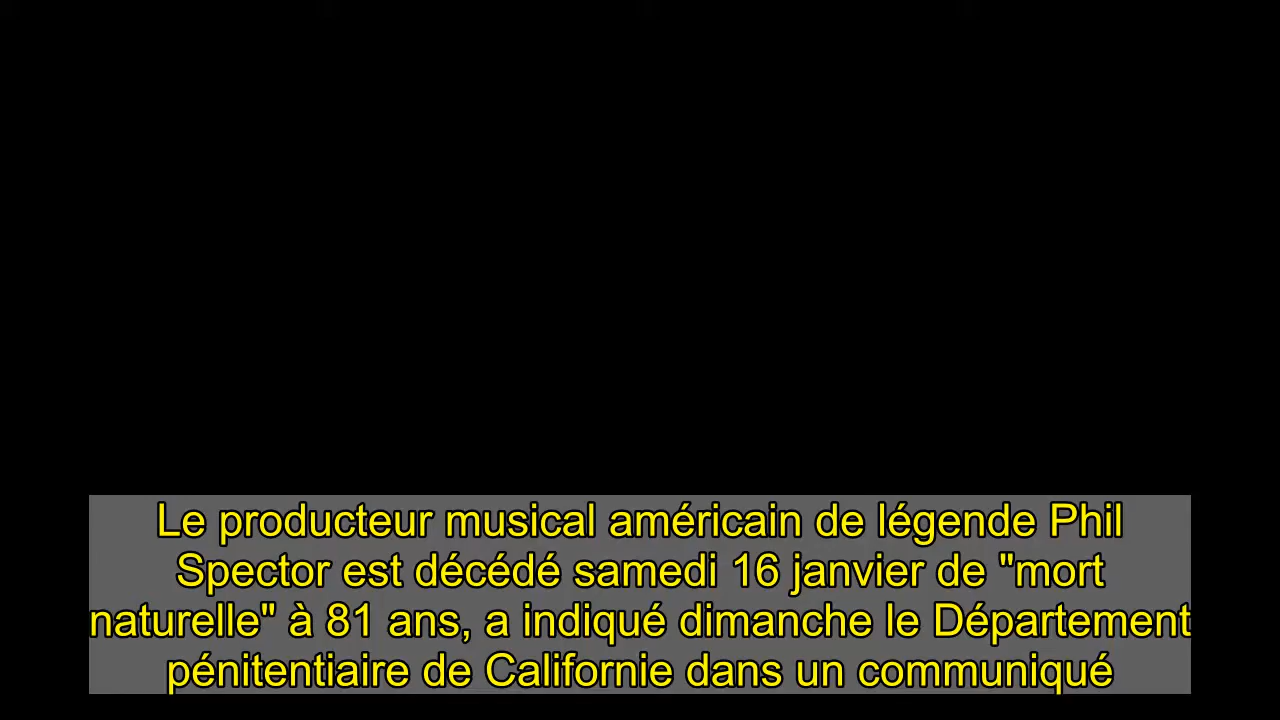 Le producteur musical américain de légende Phil
Spector est décédé samedi 16 janvier de "mort
naturelle" à 81 ans, a indiqué dimanche le Département
pénitentiaire de Californie dans un communiqué